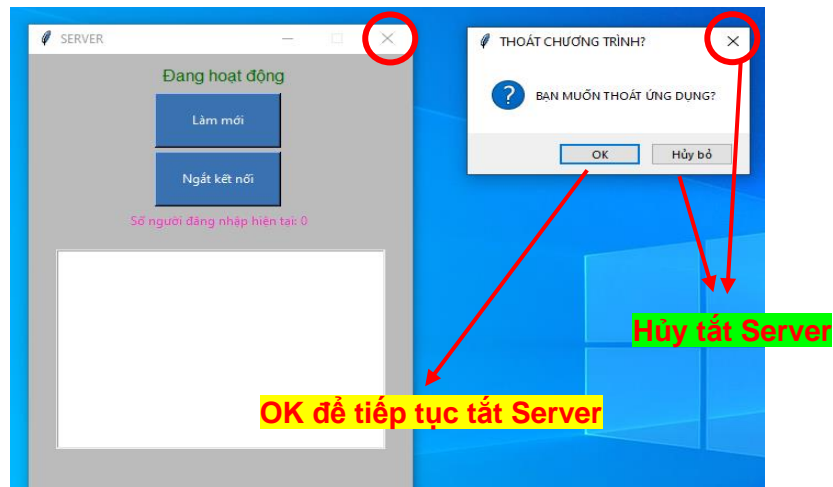 SERVER
Đang hoạt động
Làm mới
Ngắt kết nối
Số người đăng nhập hiện tại: 0
THOÁT CHƯƠNG TRÌNH?
BẠN MUỐN THOÁT ỨNG DỤNG?
OK
Hủy bỏ
Hủy tắt Server
OK để tiếp tục tắt Server